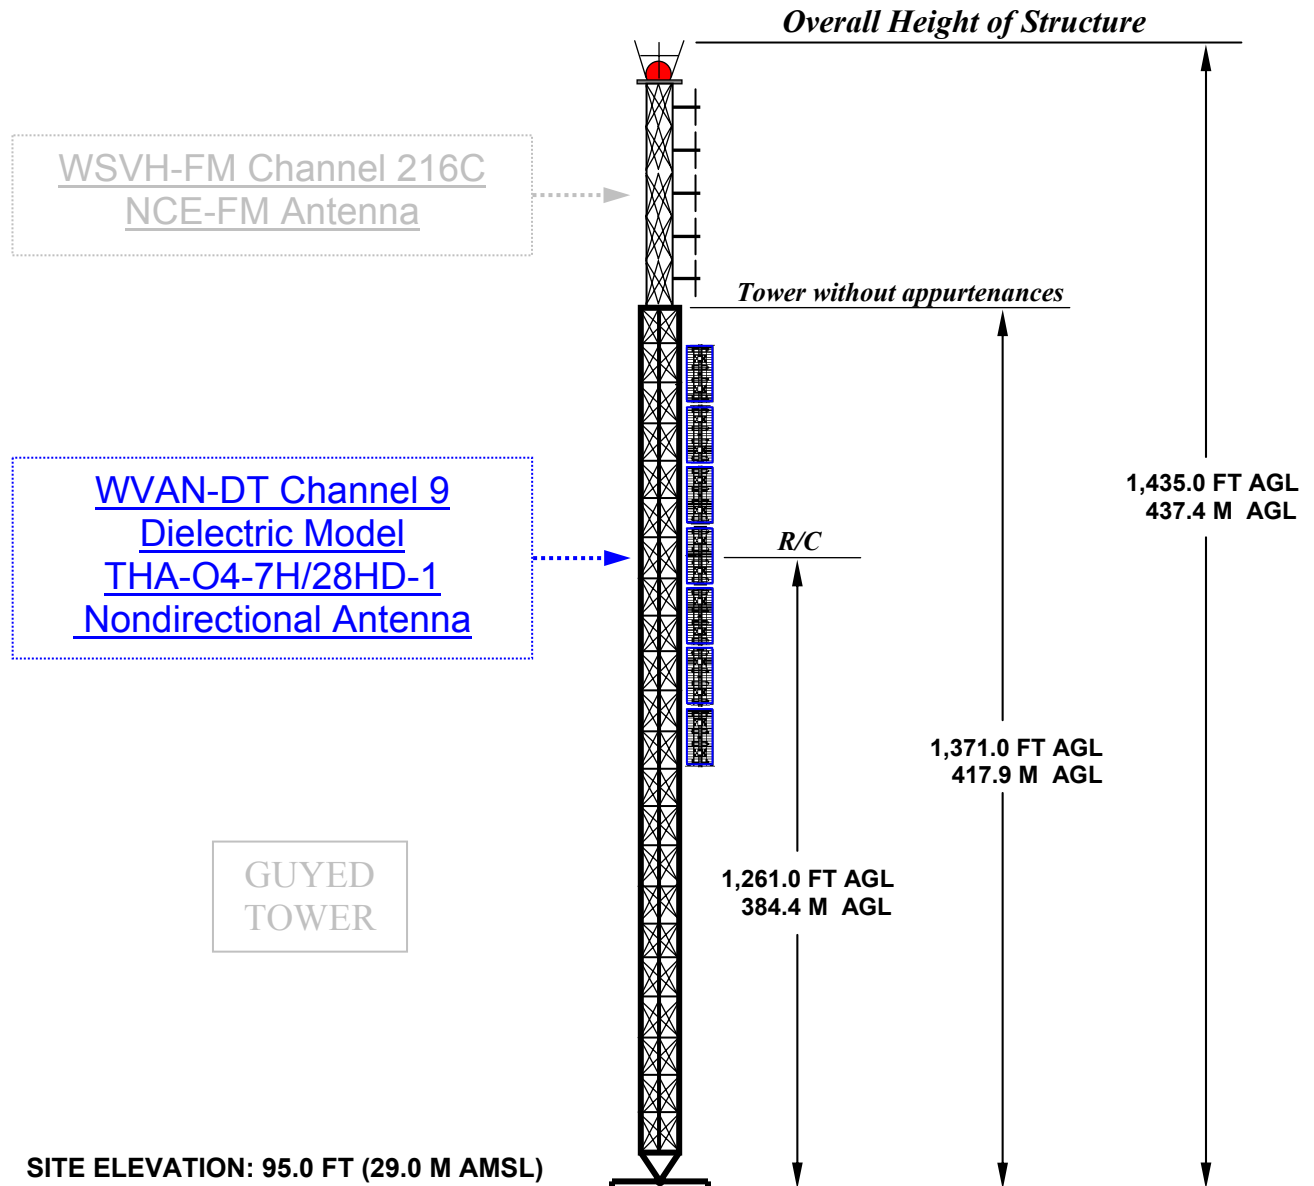 Overall Height of Structure
WSVH-FM Channel 216C
NCE-FM Antenna
Tower without appurtenances
WVAN-DT Channel 9
Dielectric Model
THA-O4-7H/28HD-1
Nondirectional Antenna
R/C
1,435.0 FT AGL
437.4 M AGL
1,371.0 FT AGL
417.9 M AGL
1,261.0 FT AGL
384.4 M AGL
GUYED
TOWER
SITE ELEVATION: 95.0 FT (29.0 M AMSL)